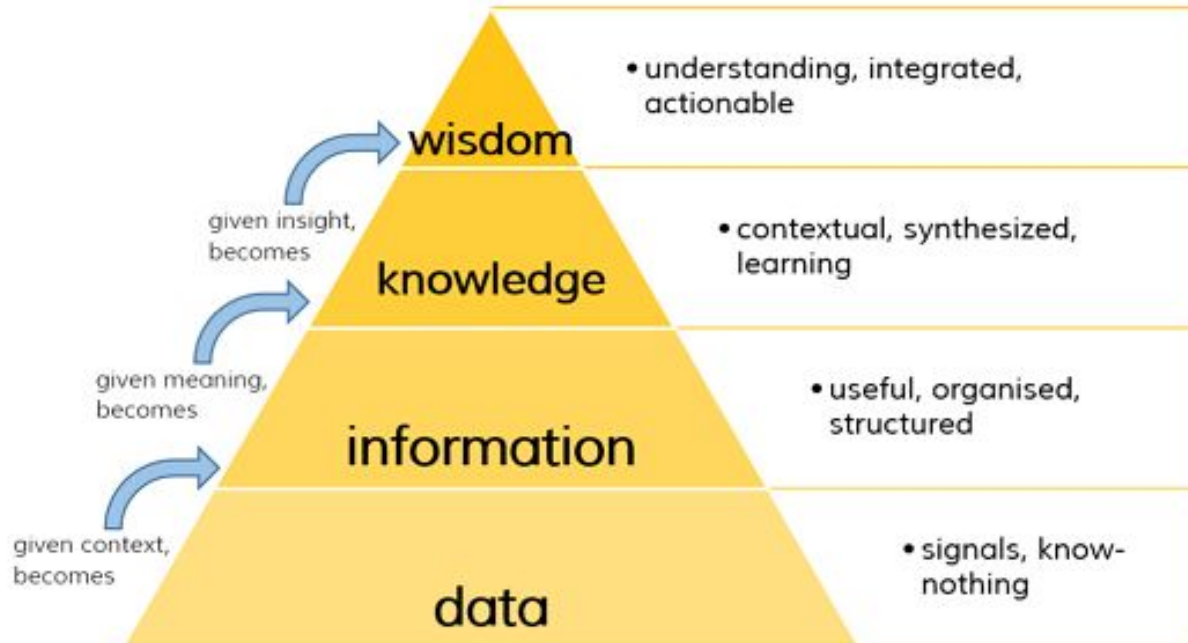 • understanding, integrated,
actionable
wisdom
given insight,
becomes
• contextual, synthesized,
learning
knowledge
given meaning,
becomes
• useful, organised,
structured
information
given context,
becomes
• signals, know-
nothing
data